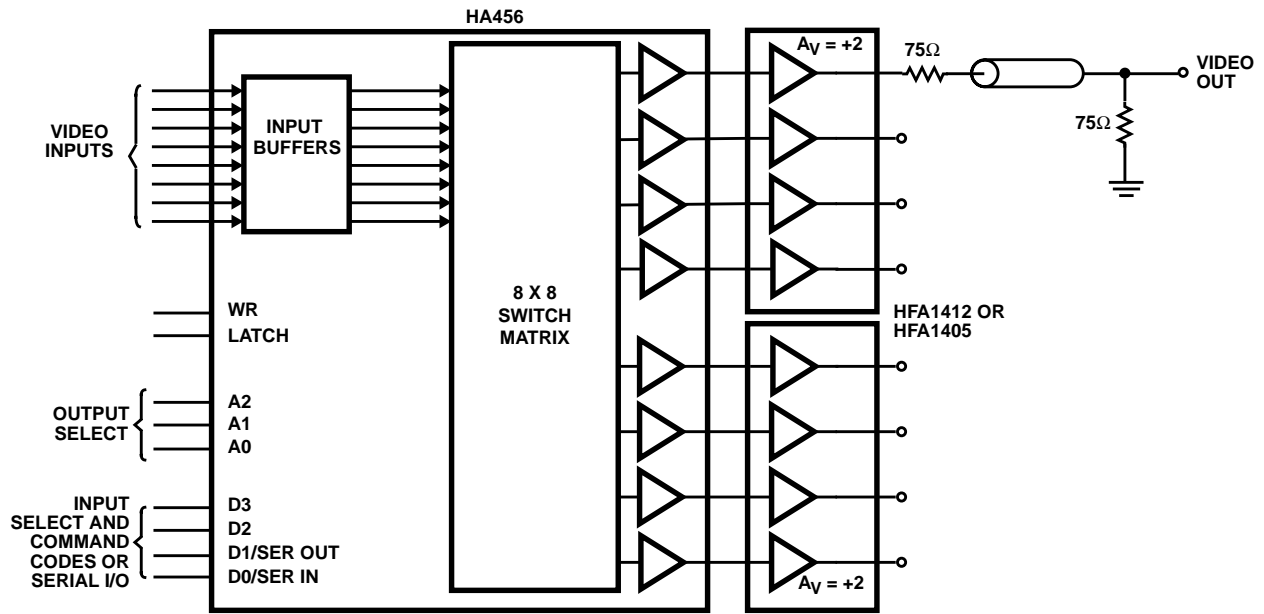 HA456
VIDEO
INPUTS
INPUT
BUFFERS
8 X 8
SWITCH
MATRIX
WR
LATCH
OUTPUT
SELECT
A2
A1
A0
INPUT
SELECT AND
COMMAND
CODES OR
SERIAL I/O
D3
D2
D1/SER OUT
D0/SER IN
AV = +2
75Ω
VIDEO
OUT
75Ω
HFA1412 OR
HFA1405
AV = +2